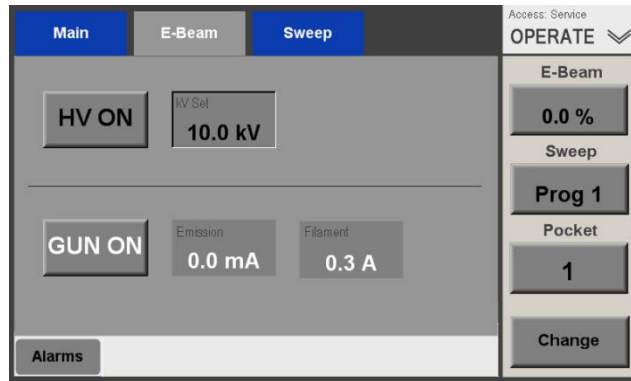 Main
E-Beam
Sweep
Access: Service
OPERATE
HV ON
kV Set
10.0 kV
GUN ON
Emission
0.0 mA
Filament
0.3 A
E-Beam
0.0 %
Sweep
Prog 1
Pocket
1
Change
Alarms